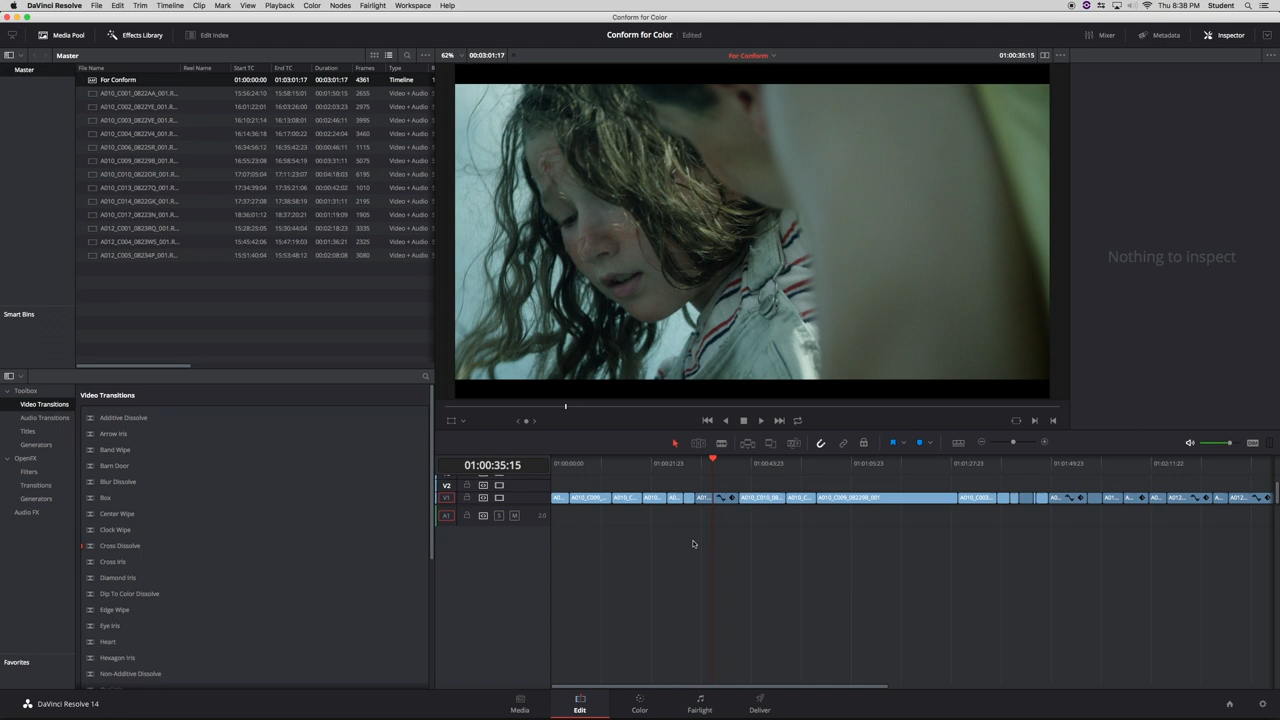 DaVinci Resolve File Edit Trim Timeline Clip Mark View Playback Color Nodes Fairlight Workspace Help Thu 8:38 PM Student
Conform for Color
Media Pool Effects Library Edit Index Conform for Color Edited Mixer Metadata Inspector
Master 62% 00:03:01:17 For Conform 01:00:35:15
Master
File Name Reel Name Start TC End TC Duration Frames Type
For Conform 01:00:00:00 01:03:01:17 00:03:01:17 4361 Timeline
A010_C001_0822AA_001.R... 15:56:24:10 15:58:15:01 00:01:50:15 2655 Video + Audio
A010_C002_0822YE_001.R... 16:01:22:01 16:03:26:00 00:02:03:23 2975 Video + Audio
A010_C003_0822VE_001.R... 16:10:21:14 16:13:08:01 00:02:46:11 3995 Video + Audio
A010_C004_0822V4_001.R... 16:14:36:18 16:17:00:22 00:02:24:04 3460 Video + Audio
A010_C006_0822SR_001.R... 16:34:56:12 16:35:42:23 00:00:46:11 1115 Video + Audio
A010_C009_08229B_001.R... 16:55:23:08 16:58:54:19 00:03:31:11 5075 Video + Audio
A010_C010_0822OR_001.R... 17:07:05:04 17:11:23:07 00:04:18:03 6195 Video + Audio
A010_C013_08227Q_001.R... 17:34:39:04 17:35:21:06 00:00:42:02 1010 Video + Audio
A010_C014_0822GK_001.R... 17:37:27:08 17:38:58:19 00:01:31:11 2195 Video + Audio
A010_C017_08223N_001.R... 18:36:01:12 18:37:20:21 00:01:19:09 1905 Video + Audio
A012_C001_0823RQ_001.R... 15:28:25:05 15:30:44:04 00:02:18:23 3335 Video + Audio
A012_C004_0823WS_001.R... 15:45:42:06 15:47:19:03 00:01:36:21 2325 Video + Audio
A012_C005_08234P_001.R... 15:51:40:04 15:53:48:12 00:02:08:08 3080 Video + Audio
Nothing to inspect
Smart Bins
Toolbox
Video Transitions
Audio Transitions
Titles
Generators
OpenFX
Filters
Transitions
Generators
Audio FX
Favorites
Video Transitions
Additive Dissolve
Arrow Iris
Band Wipe
Barn Door
Blur Dissolve
Box
Center Wipe
Clock Wipe
Cross Dissolve
Cross Iris
Diamond Iris
Dip To Color Dissolve
Edge Wipe
Eye Iris
Heart
Hexagon Iris
Non-Additive Dissolve
01:00:35:15 01:00:00:00 01:00:21:23 01:00:43:23 01:01:05:23 01:01:27:23 01:01:49:23 01:02:11:22
V2
V1 A0... A010_C009_... A010_C... A010... A0... A01... A010_C010_08... A010_C... A010_C009_08229B_001 A010_C003... A0... A01... A... A0... A012... A... A012...
A1 S M 2.0
DaVinci Resolve 14 Media Edit Color Fairlight Deliver